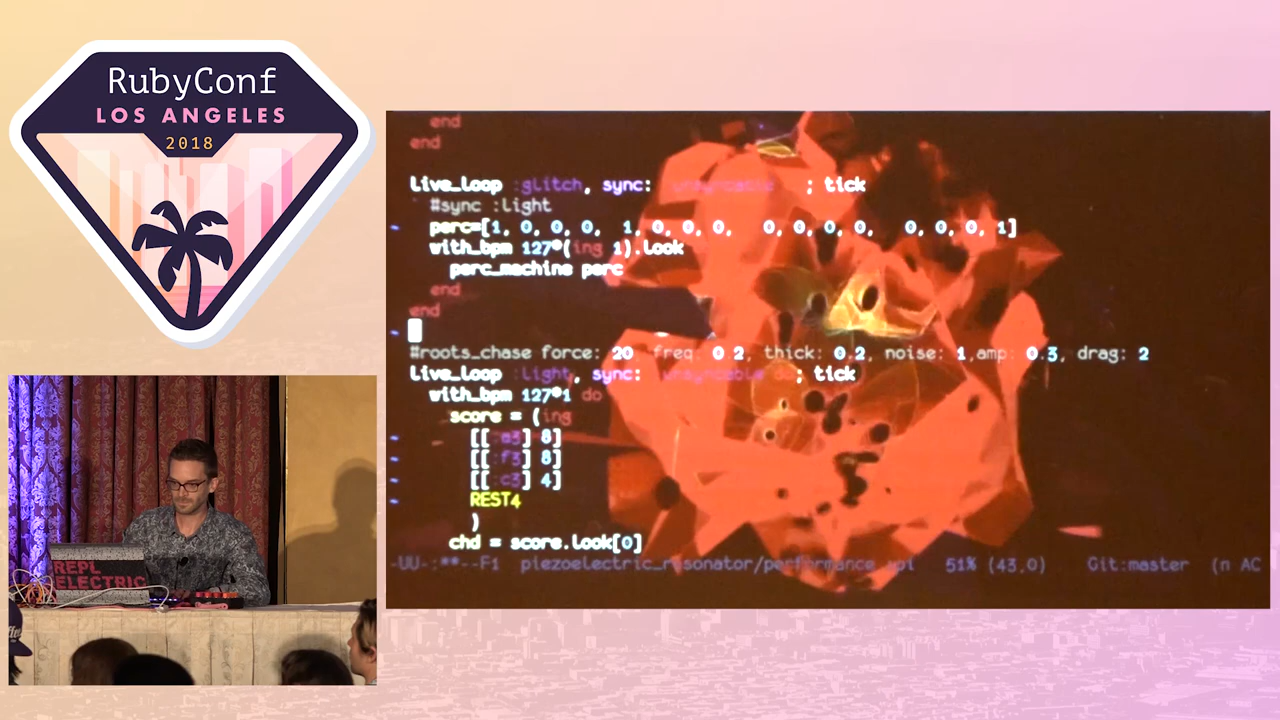 RubyConf
LOS ANGELES
2018
end
end
live_loop :glitch, sync: ; tick
#sync :light
perc=[1, 0, 0, 0, 1, 0, 0, 0, 0, 0, 0, 0, 0, 0, 0, 1]
with_bpm 127*(ing 1).look
perc_machine perc
end
end
#roots_chase force: 20, freq: 0.2, thick: 0.2, noise: 1,amp: 0.3, drag: 2
live_loop :light, sync: ; tick
with_bpm 127*1 do
score = (ing
[[ ] 8]
[[:f3] 8]
[[:c3] 4]
REST4
)
chd = score.look[0]
-UU-:**--F1 piezoelectric_resonator/performance 51% (43,0) Git:master (n AC
REPL
ELECTRIC